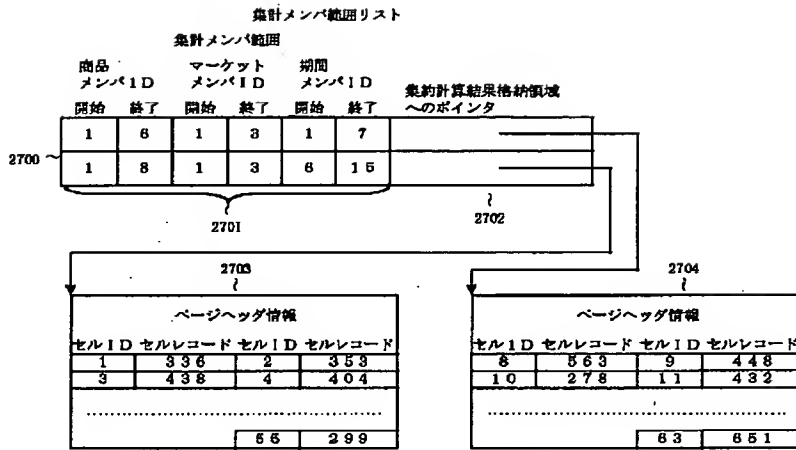 集計メンバ範囲リスト
集計メンバ範囲
商品 マーケット 期間
メンバ1D メンバID メンバID
集約計算結果格納領域
へのポインタ
開始 終了 開始 終了 開始 終了
1 6 1 3 1 7
2700
1 8 1 3 6 15
2701
2702
2703
2704
ページヘッダ情報
セルID セルレコード セルID セルレコード
1 336 2 353
3 438 4 404
55 299
ページヘッダ情報
セル1D セルレコード セルID セルレコード
8 563 9 448
10 278 11 432
63 651